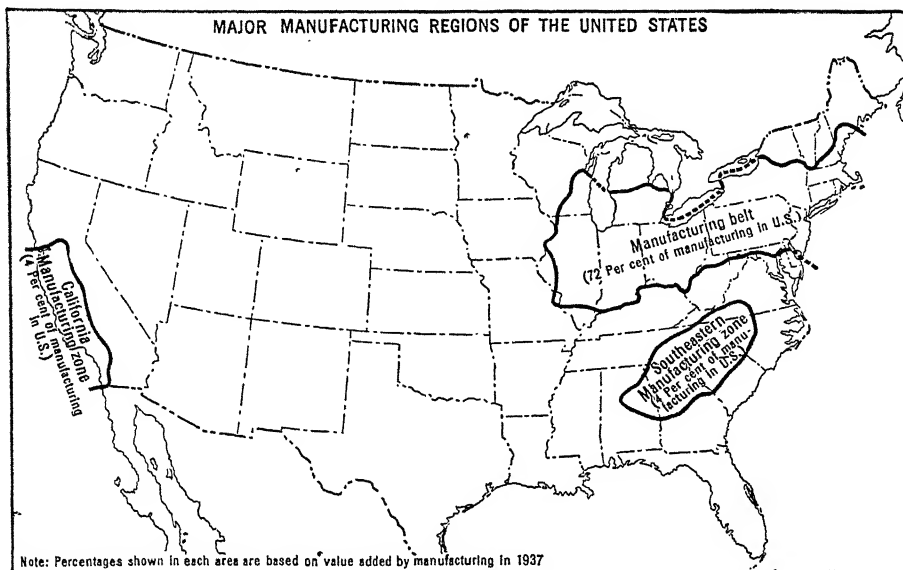 MAJOR MANUFACTURING REGIONS OF THE UNITED STATES
Manufacturing belt
(72 Per cent of manufacturing in U.S.)
California
Manufacturing zone
(4 Per cent of manufacturing
in U.S.)
Southeastern
Manufacturing zone
(4 Per cent of manu-
facturing in U.S.)
Note: Percentages shown in each area are based on value added by manufacturing in 1937